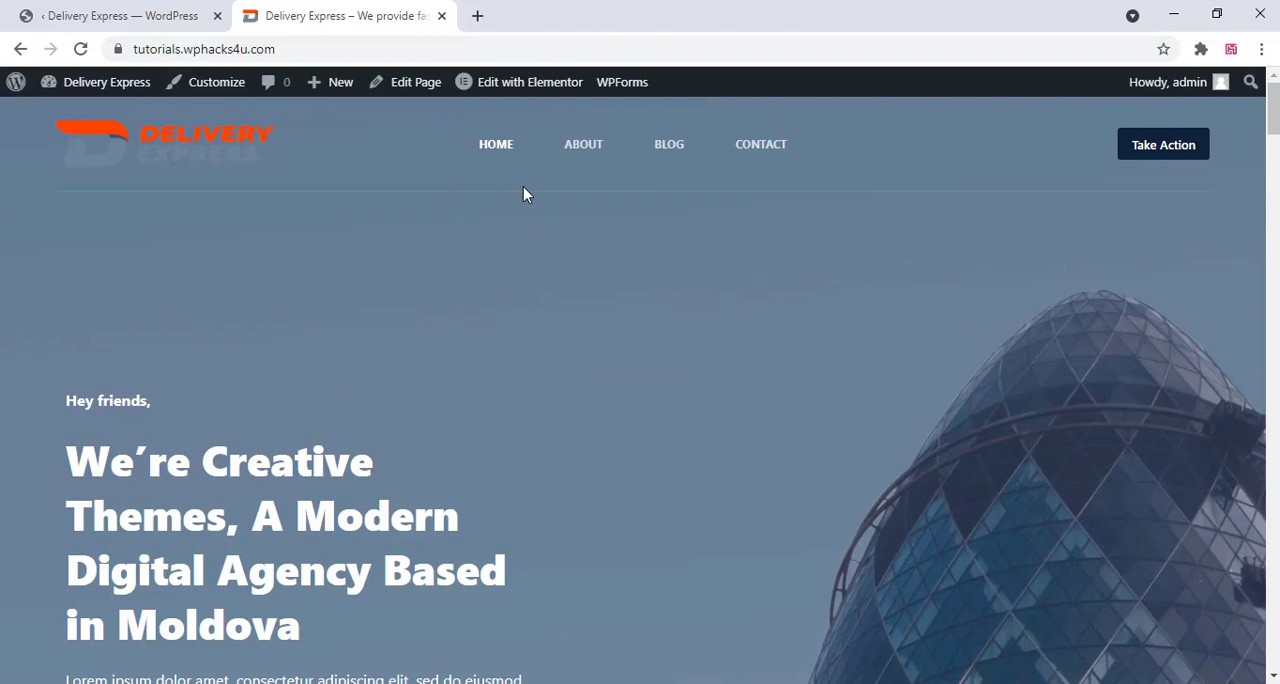 ‹ Delivery Express — WordPress
Delivery Express – We provide fa
tutorials.wphacks4u.com
Delivery Express Customize 0 New Edit Page Edit with Elementor WPForms Howdy, admin
DELIVERY
EXPRESS
HOME ABOUT BLOG CONTACT
Take Action
Hey friends,
We’re Creative
Themes, A Modern
Digital Agency Based
in Moldova
Lorem ipsum dolor amet, consectetur adipiscing elit, sed do eiusmod